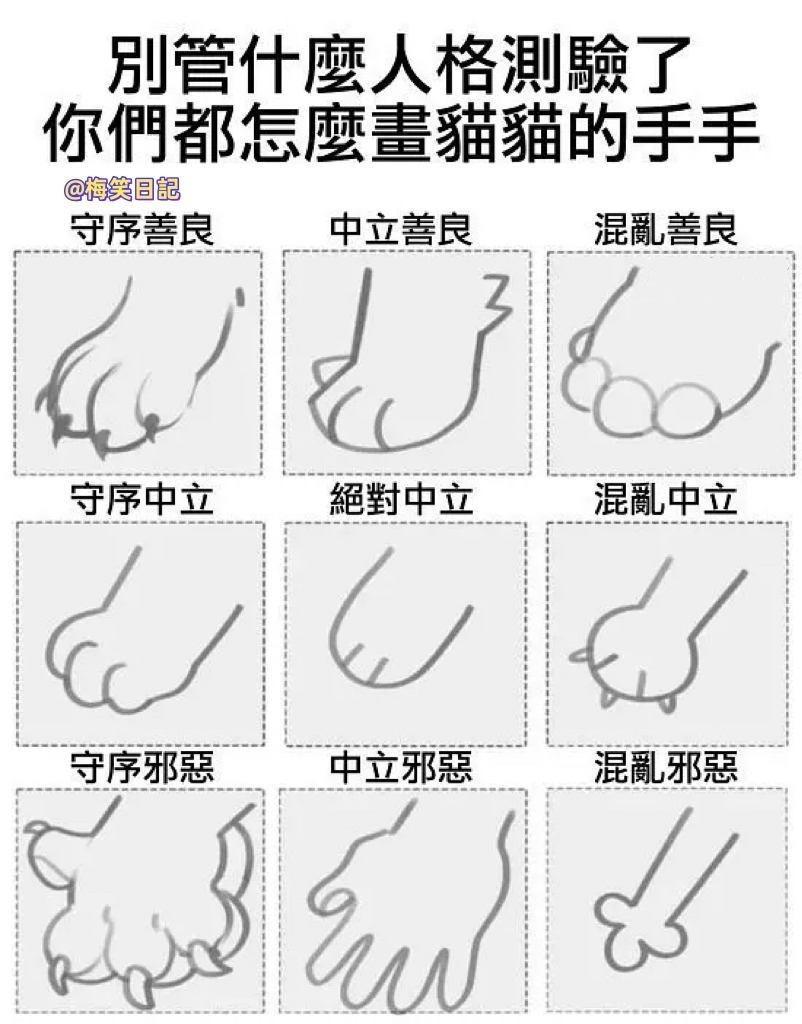 別管什麼人格測驗了
你們都怎麼畫貓貓的手手
@梅笑日記
守序善良 中立善良 混亂善良
守序中立 絕對中立 混亂中立
守序邪惡 中立邪惡 混亂邪惡